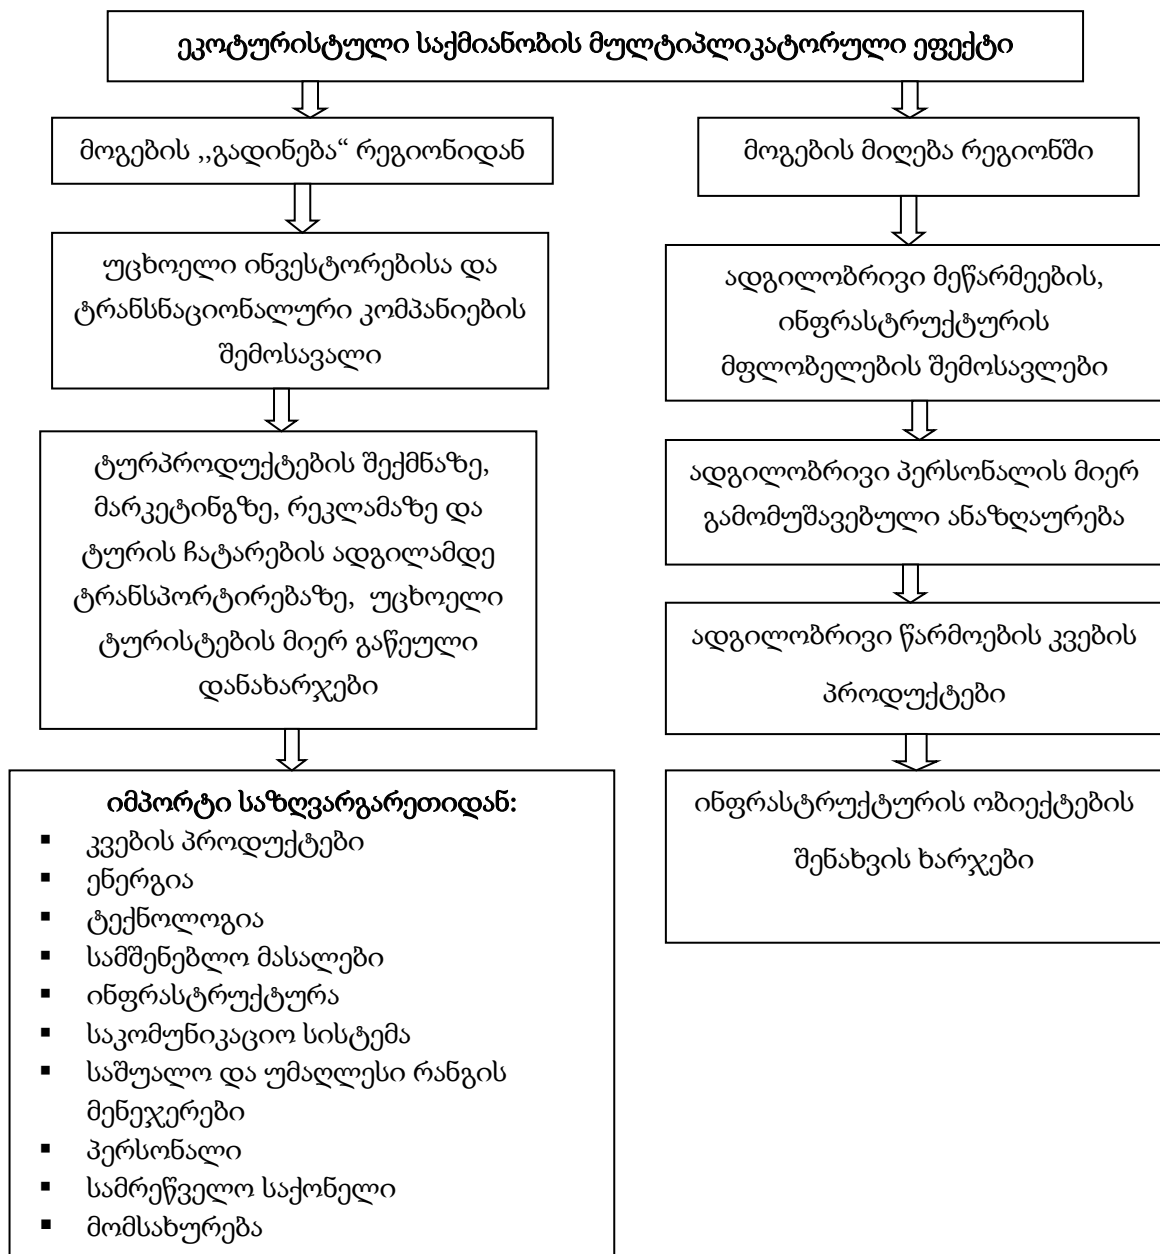 ეკოტურისტული საქმიანობის მულტიპლიკატორული ეფექტი
მოგების ,,გადინება“ რეგიონიდან
უცხოელი ინვესტორებისა და
ტრანსნაციონალური კომპანიების
შემოსავალი
ტურპროდუქტების შექმნაზე,
მარკეტინგზე, რეკლამაზე და
ტურის ჩატარების ადგილამდე
ტრანსპორტირებაზე, უცხოელი
ტურისტების მიერ გაწეული
დანახარჯები
იმპორტი საზღვარგარეთიდან:
▪ კვების პროდუქტები
▪ ენერგია
▪ ტექნოლოგია
▪ სამშენებლო მასალები
▪ ინფრასტრუქტურა
▪ საკომუნიკაციო სისტემა
▪ საშუალო და უმაღლესი რანგის
მენეჯერები
▪ პერსონალი
▪ სამრეწველო საქონელი
▪ მომსახურება
მოგების მიღება რეგიონში
ადგილობრივი მეწარმეების,
ინფრასტრუქტურის
მფლობელების შემოსავლები
ადგილობრივი პერსონალის მიერ
გამომუშავებული ანაზღაურება
ადგილობრივი წარმოების კვების
პროდუქტები
ინფრასტრუქტურის ობიექტების
შენახვის ხარჯები